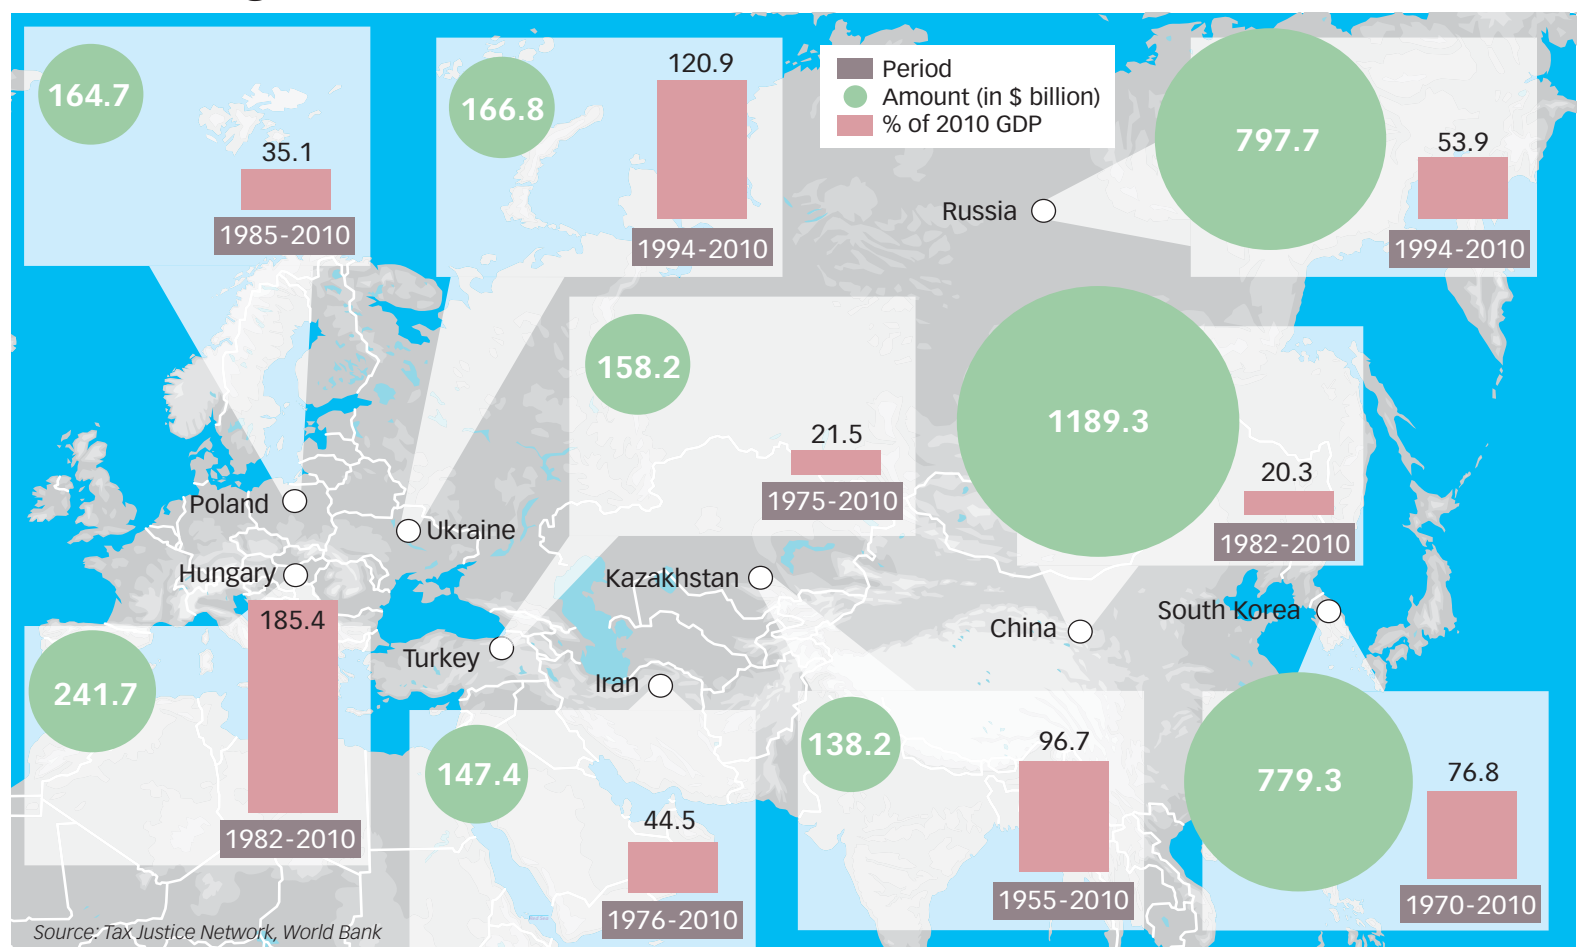 164.7
35.1
1985-2010
166.8
120.9
1994-2010
Period
Amount (in $ billion)
% of 2010 GDP
797.7
53.9
1994-2010
Russia
158.2
21.5
1975-2010
1189.3
20.3
1982-2010
Poland
Ukraine
Hungary
Kazakhstan
China
South Korea
Turkey
Iran
241.7
185.4
1982-2010
147.4
44.5
1976-2010
138.2
96.7
1955-2010
779.3
76.8
1970-2010
Source: Tax Justice Network, World Bank